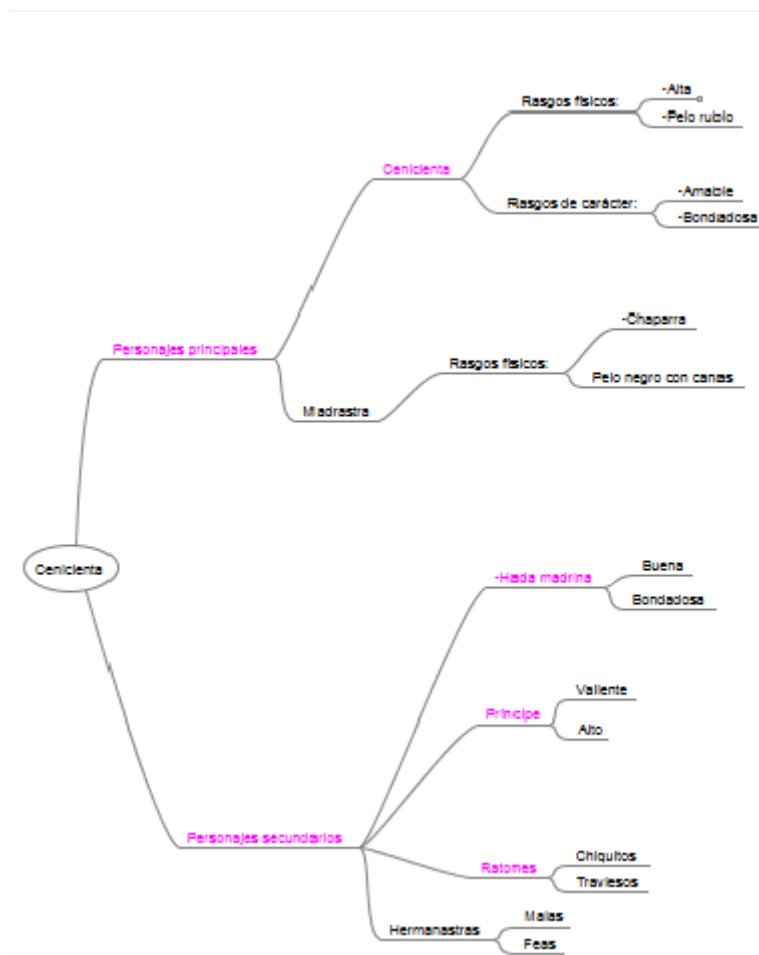 Cenicienta
Personajes principales
Cenicienta
Rasgos físicos:
-Alta
-Pelo rubio
Rasgos de carácter:
-Amable
-Bondadosa
Madrastra
Rasgos físicos:
-Chaparra
Pelo negro con canas
Personajes secundarios
-Hada madrina
Buena
Bondadosa
Príncipe
Valiente
Alto
Ratones
Chiquitos
Traviesos
Hermanastras
Malas
Feas